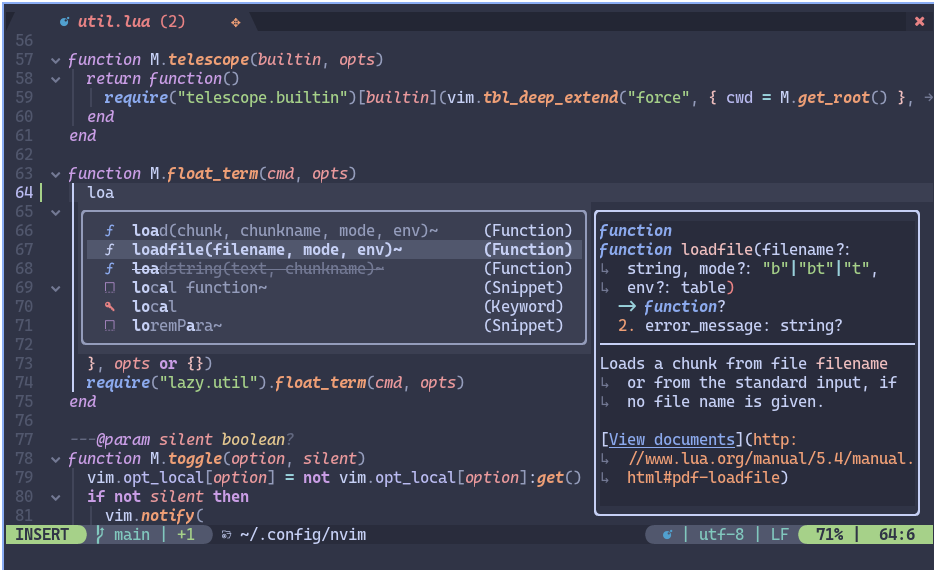 util.lua (2)
56
57 function M.telescope(builtin, opts)
58 return function()
59 require("telescope.builtin")[builtin](vim.tbl_deep_extend("force", { cwd = M.get_root() }, →
60 end
61 end
62
63 function M.float_term(cmd, opts)
64 loa
65
66 load(chunk, chunkname, mode, env)~ (Function)
67 loadfile(filename, mode, env)~ (Function)
68 loadstring(text, chunkname)~ (Function)
69 local function~ (Snippet)
70 local (Keyword)
71 loremPara~ (Snippet)
72
73 }, opts or {})
74 require("lazy.util").float_term(cmd, opts)
75 end
76
77 ---@param silent boolean?
78 function M.toggle(option, silent)
79 vim.opt_local[option] = not vim.opt_local[option]:get()
80 if not silent then
81 vim.notify(
function
function loadfile(filename?:
↳ string, mode?: "b"|"bt"|"t",
↳ env?: table)
-> function?
2. error_message: string?
Loads a chunk from file filename
↳ or from the standard input, if
↳ no file name is given.
[View documents](http:
↳ //www.lua.org/manual/5.4/manual.
↳ html#pdf-loadfile)
INSERT main | +1 ~/.config/nvim | utf-8 | LF 71% | 64:6